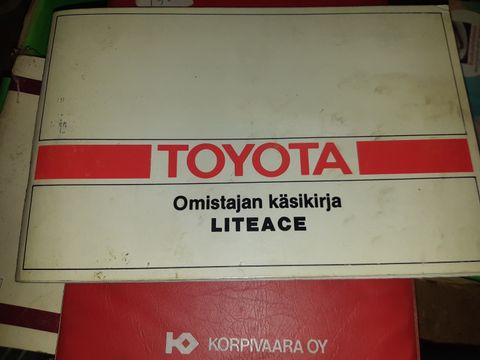 TOYOTA
Omistajan käsikirja
LITEACE
KORPIVAARA OY